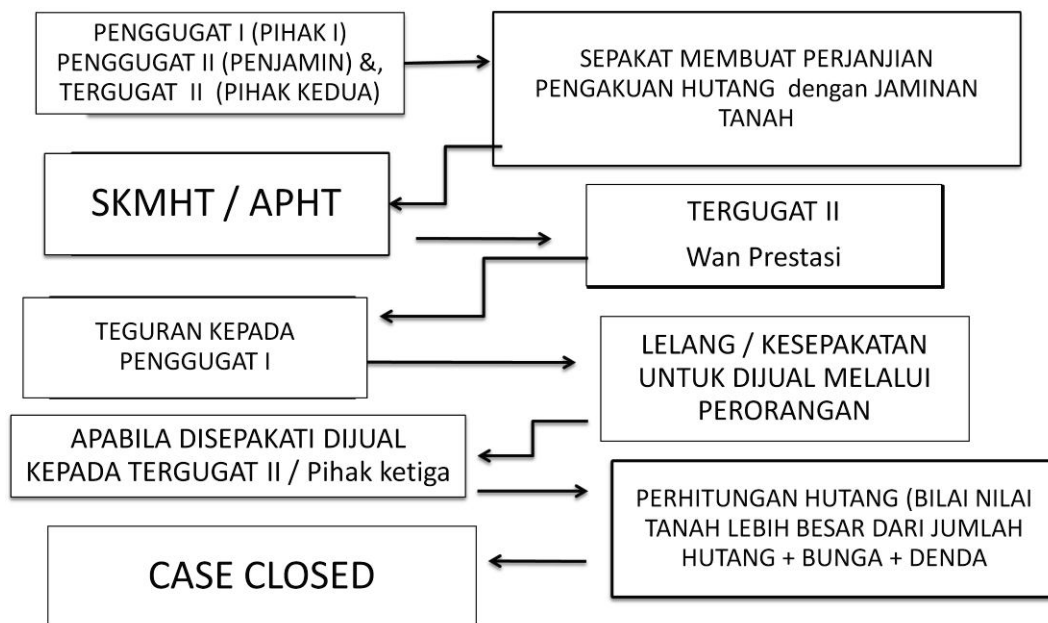 PENGGUGAT I (PIHAK I)
PENGGUGAT II (PENJAMIN) &,
TERGUGAT II (PIHAK KEDUA)
SEPAKAT MEMBUAT PERJANJIAN
PENGAKUAN HUTANG dengan JAMINAN
TANAH
SKMHT / APHT
TERGUGAT II
Wan Prestasi
TEGURAN KEPADA
PENGGUGAT I
LELANG / KESEPAKATAN
UNTUK DIJUAL MELALUI
PERORANGAN
APABILA DISEPAKATI DIJUAL
KEPADA TERGUGAT II / Pihak ketiga
PERHITUNGAN HUTANG (BILAI NILAI
TANAH LEBIH BESAR DARI JUMLAH
HUTANG + BUNGA + DENDA
CASE CLOSED